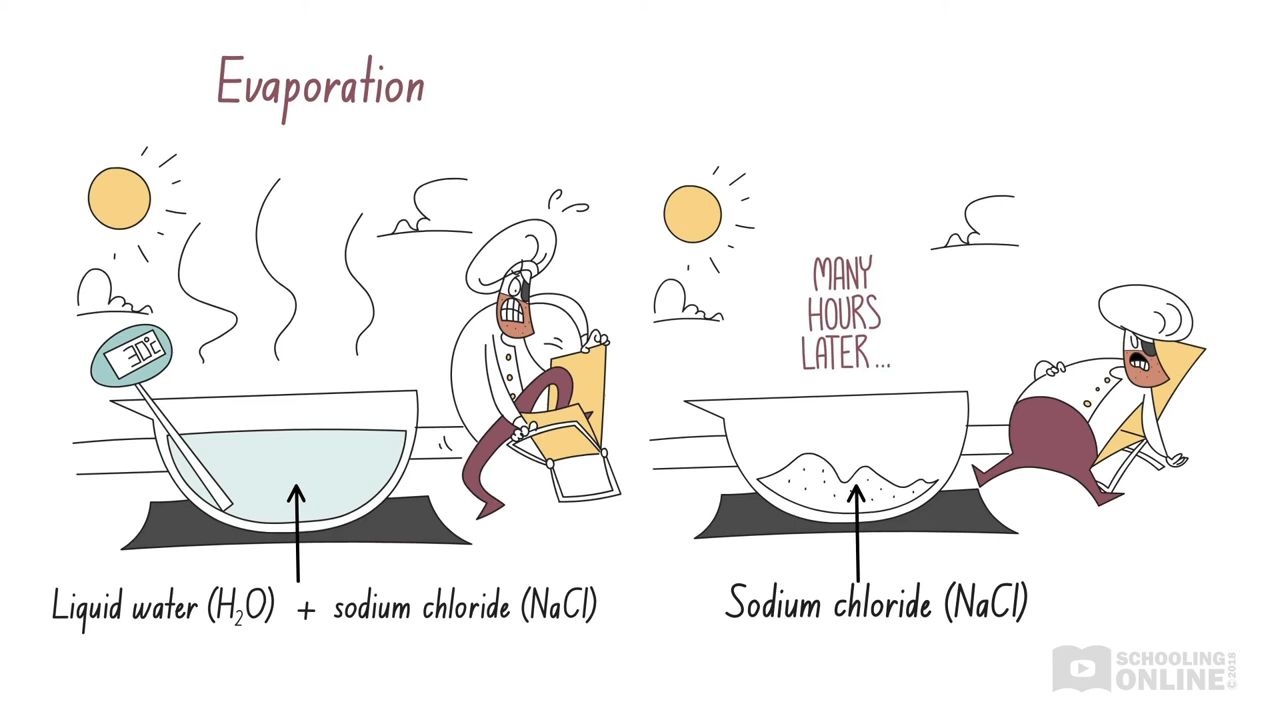 Evaporation
30°C
MANY
HOURS
LATER...
Liquid water (H₂O) + sodium chloride (NaCl)
Sodium chloride (NaCl)
SCHOOLING
ONLINE
©2018